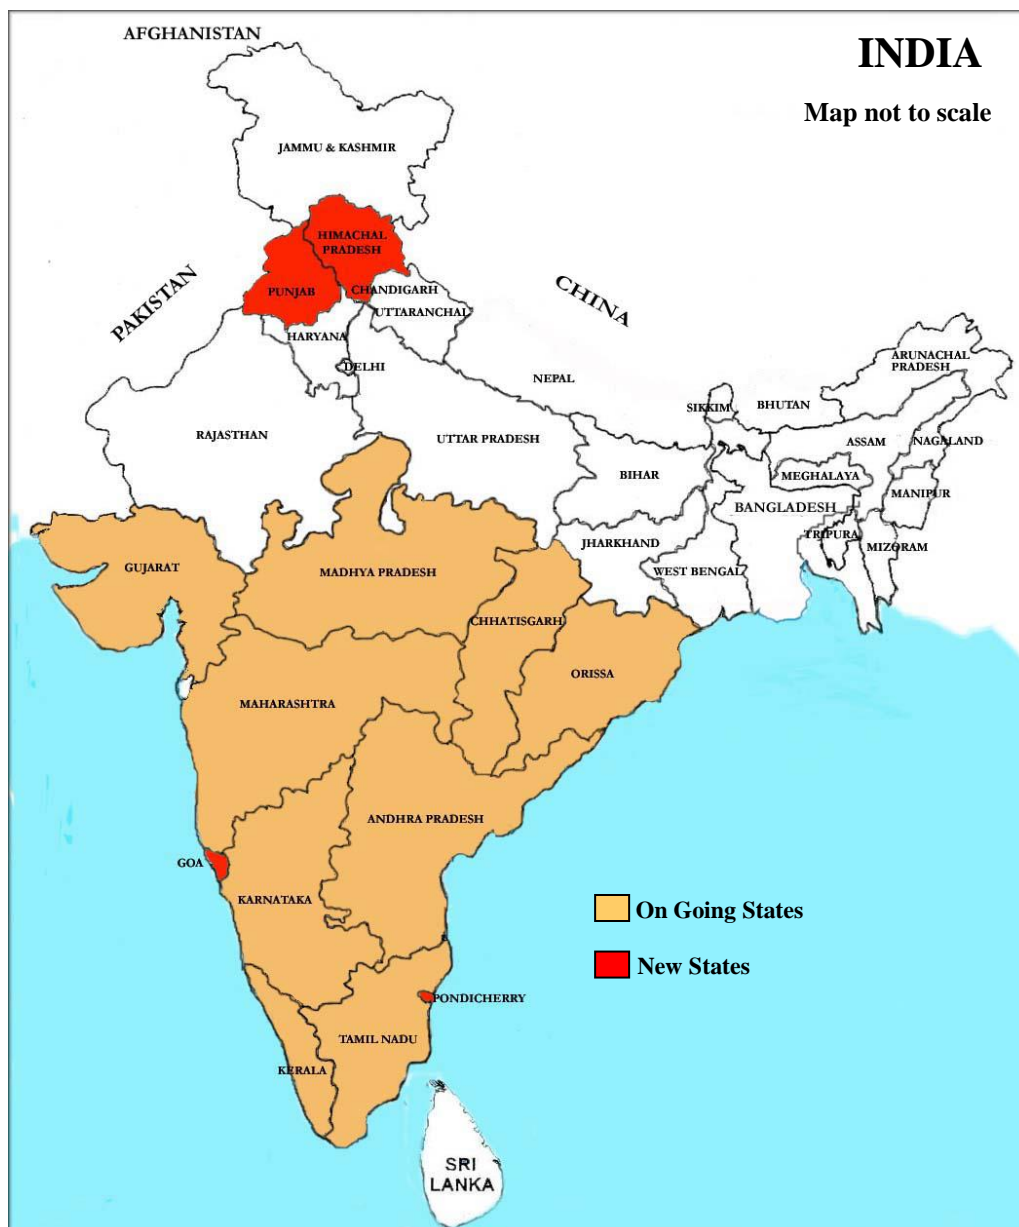 AFGHANISTAN
INDIA
Map not to scale
JAMMU & KASHMIR
HIMACHAL
PRADESH
PUNJAB
CHANDIGARH
UTTARANCHAL
PAKISTAN
CHINA
HARYANA
DELHI
NEPAL
ARUNACHAL
PRADESH
SIKKIM
BHUTAN
RAJASTHAN
UTTAR PRADESH
ASSAM
NAGALAND
BIHAR
MEGHALAYA
MANIPUR
BANGLADESH
TRIPURA
MIZORAM
JHARKHAND
WEST BENGAL
GUJARAT
MADHYA PRADESH
CHHATISGARH
ORISSA
MAHARASHTRA
ANDHRA PRADESH
GOA
KARNATAKA
On Going States
New States
PONDICHERRY
TAMIL NADU
KERALA
SRI
LANKA